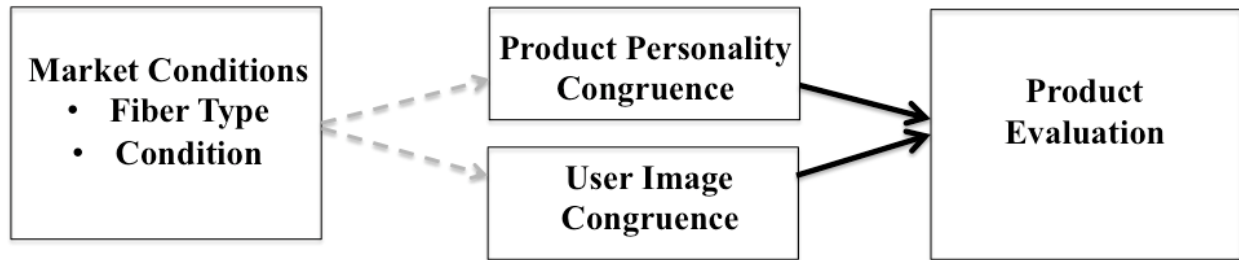 Market Conditions
• Fiber Type
• Condition
Product Personality
Congruence
User Image
Congruence
Product
Evaluation